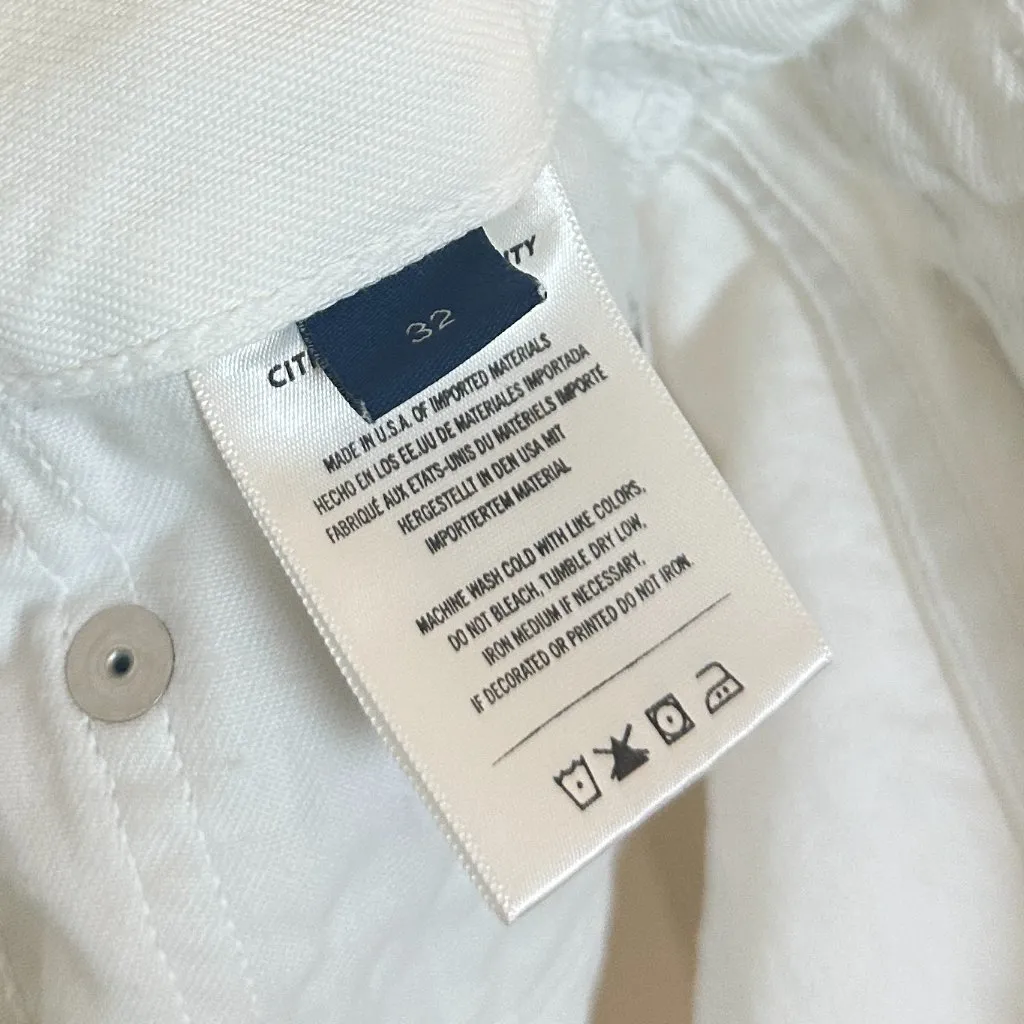 32
MADE IN U.S.A. OF IMPORTED MATERIALS
HECHO EN LOS EE.UU DE MATERIALES IMPORTADA
FABRIQUÉ AUX ETATS-UNIS DU MATÉRIELS IMPORTE
HERGESTELLT IN DEN USA MIT
IMPORTIERTEM MATERIAL
MACHINE WASH COLD WITH LIKE COLORS,
DO NOT BLEACH, TUMBLE DRY LOW,
IRON MEDIUM IF NECESSARY,
IF DECORATED OR PRINTED DO NOT IRON.